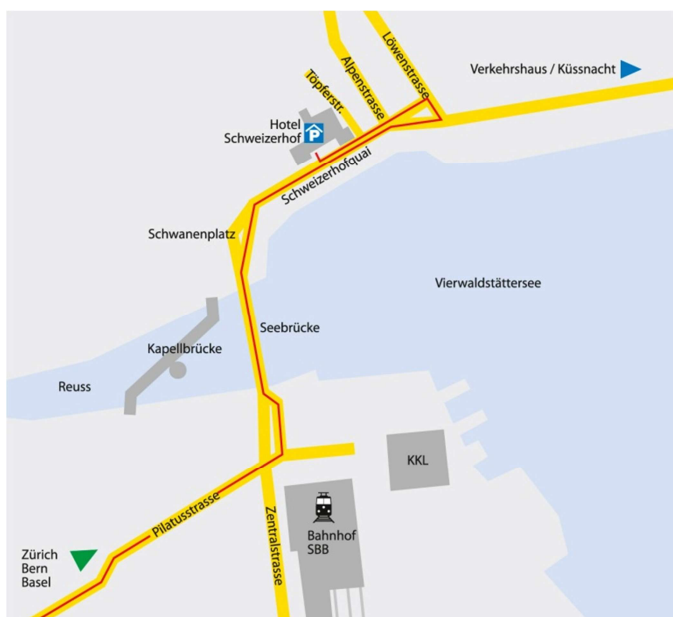 Löwenstrasse
Verkehrshaus / Küssnacht
Alpenstrasse
Töpferstr.
Hotel
Schweizerhof
P
Schweizerhofquai
Schwanenplatz
Vierwaldstättersee
Seebrücke
Kapellbrücke
Reuss
KKL
Pilatusstrasse
Zentralstrasse
Bahnhof
SBB
Zürich
Bern
Basel